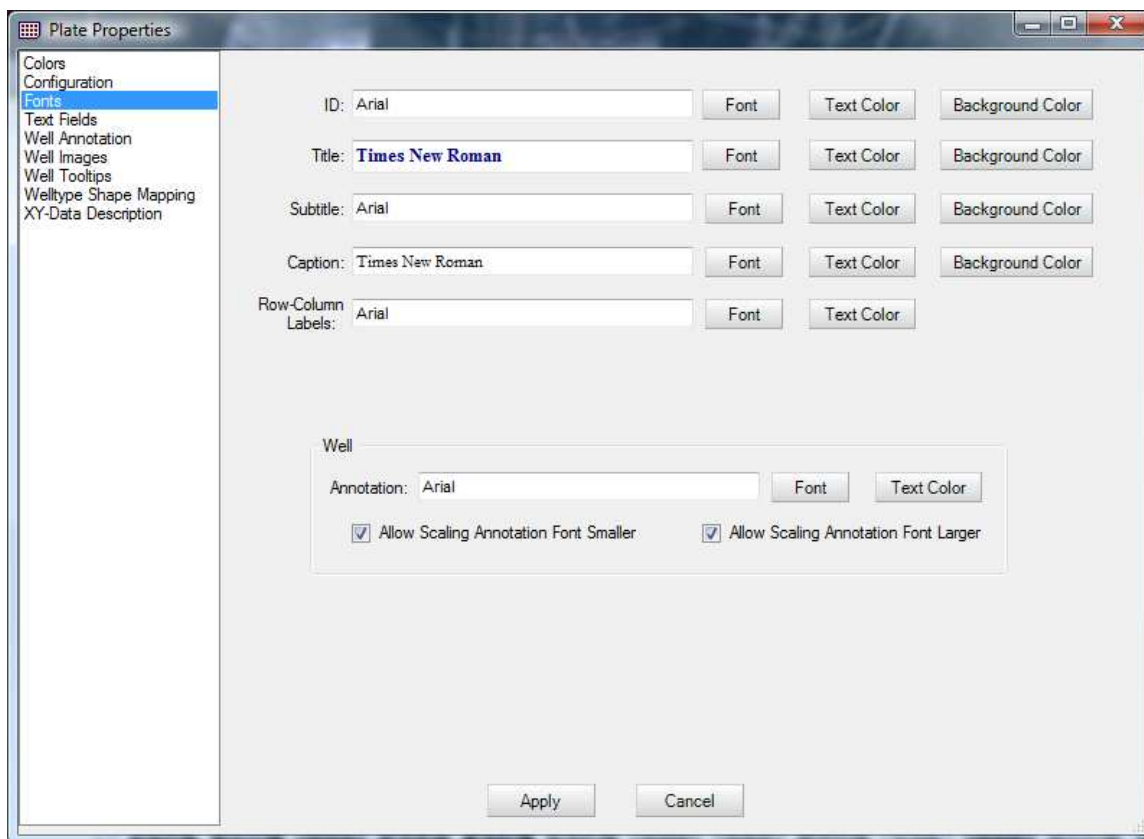 Plate Properties
Colors
Configuration
Fonts
Text Fields
Well Annotation
Well Images
Well Tooltips
Welltype Shape Mapping
XY-Data Description
ID: Arial Font Text Color Background Color
Title: Times New Roman Font Text Color Background Color
Subtitle: Arial Font Text Color Background Color
Caption: Times New Roman Font Text Color Background Color
Row-Column
Labels: Arial Font Text Color
Well
Annotation: Arial Font Text Color
Allow Scaling Annotation Font Smaller Allow Scaling Annotation Font Larger
Apply Cancel